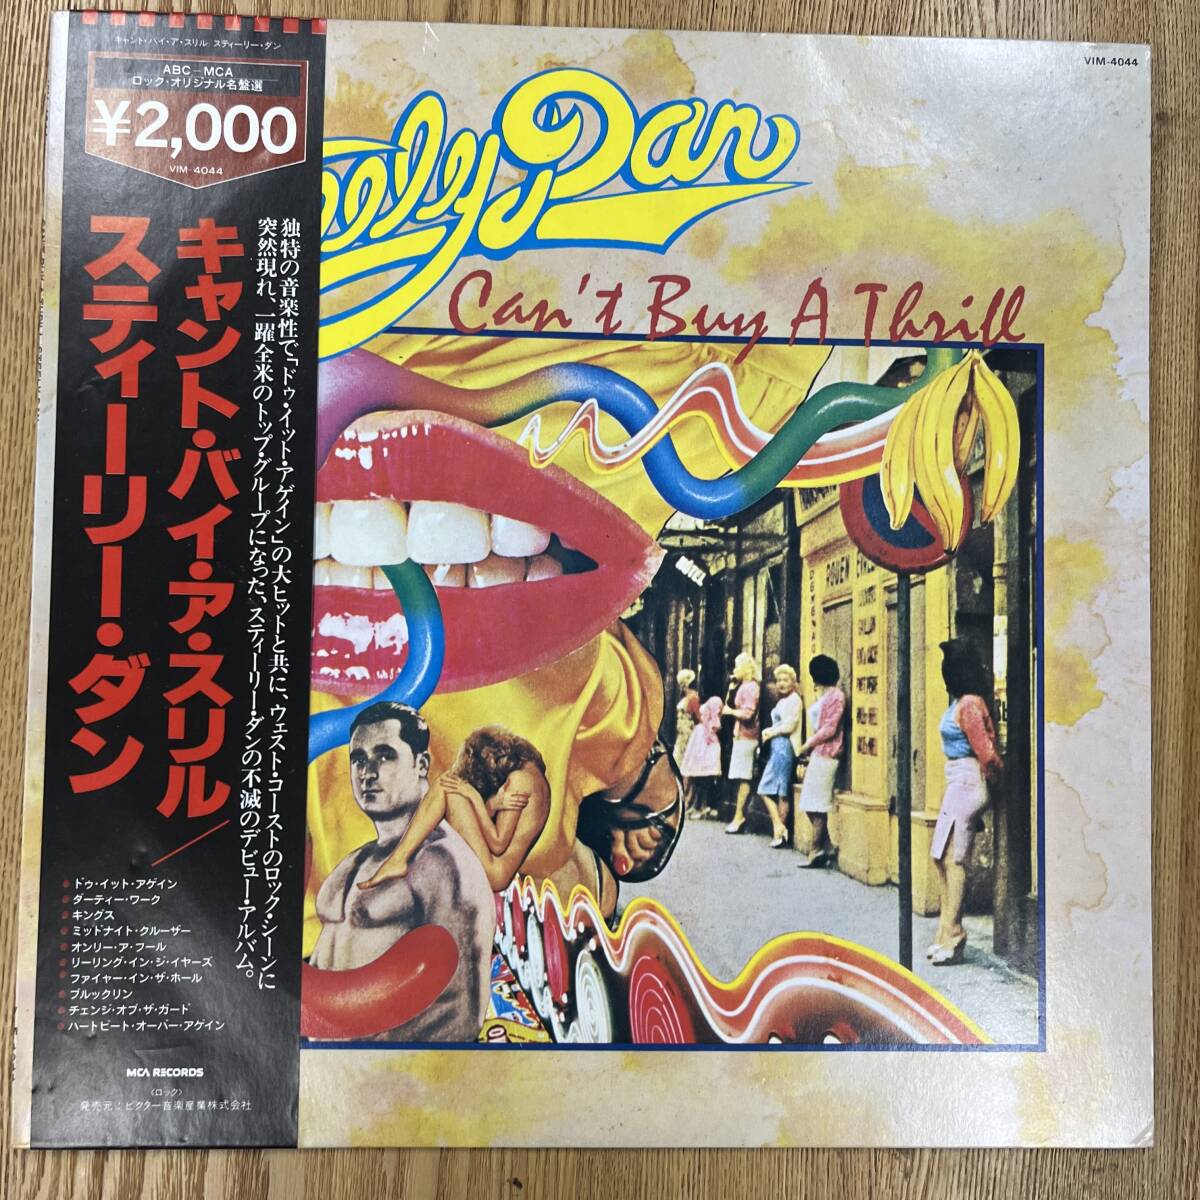 キャント・バイ・ア・スリル スティーリー・ダン
ABC—MCA
ロック・オリジナル名盤選
¥2,000
VIM-4044
キャント・バイ・ア・スリル／
スティーリー・ダン
独特の音楽性で「ドゥ・イット・アゲイン」の大ヒットと共に、ウェスト・コーストのロック・シーンに
突然現れ、一躍全米のトップ・グループになった、スティーリー・ダンの不滅のデビュー・アルバム。
ドゥ・イット・アゲイン
ダーティー・ワーク
キングス
ミッドナイト・クルーザー
オンリー・ア・フール
リーリング・イン・ジ・イヤーズ
ファイヤー・イン・ザ・ホール
ブルックリン
チェンジ・オブ・ザ・ガード
ハートビート・オーバー・アゲイン
MCA RECORDS
〈ロック〉
発売元：ビクター音楽産業株式会社
VIM-4044
eely Dan
Can't Buy A Thrill
HOTEL
ROUEN